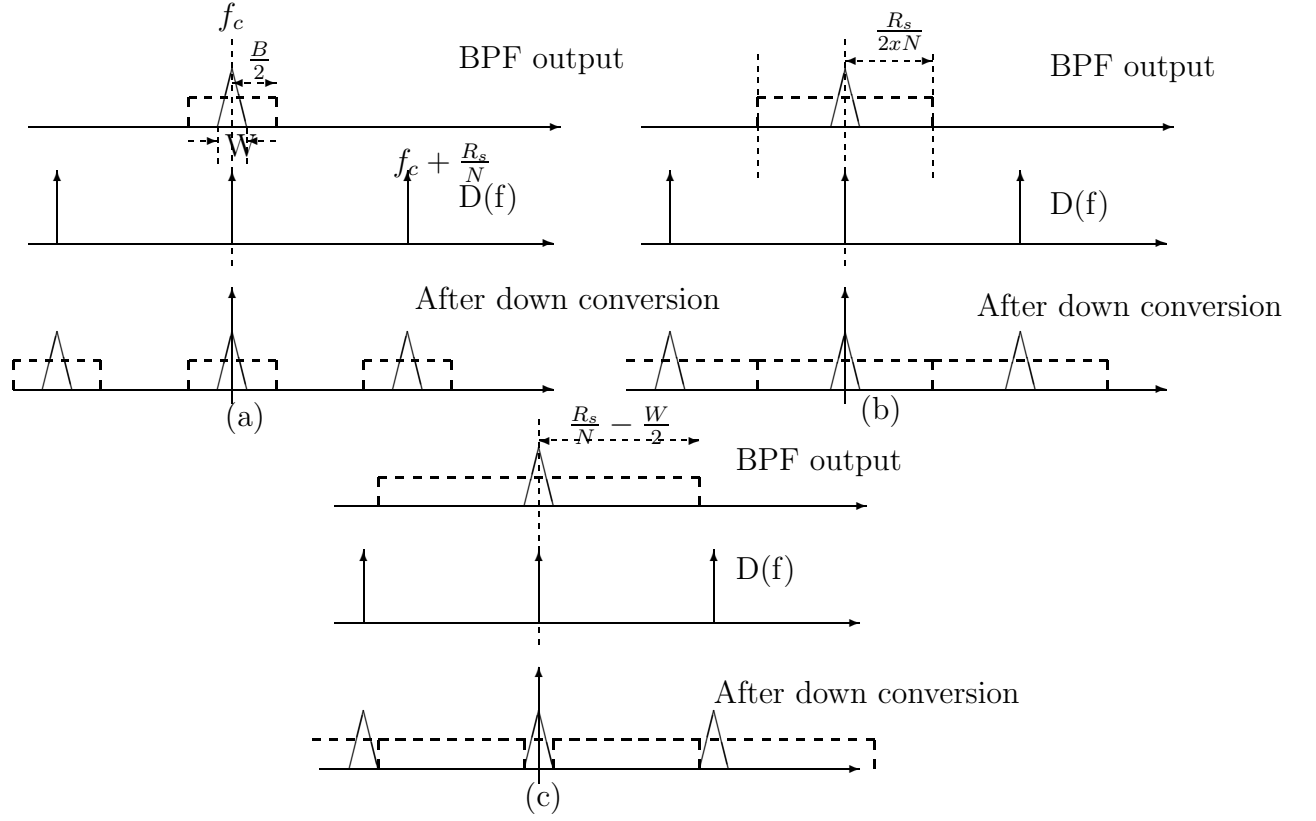 f_c
B/2
BPF output
W
f_c + R_s/N
D(f)
After down conversion
(a)
R_s/2xN
BPF output
D(f)
After down conversion
(b)
R_s/N − W/2
BPF output
D(f)
After down conversion
(c)